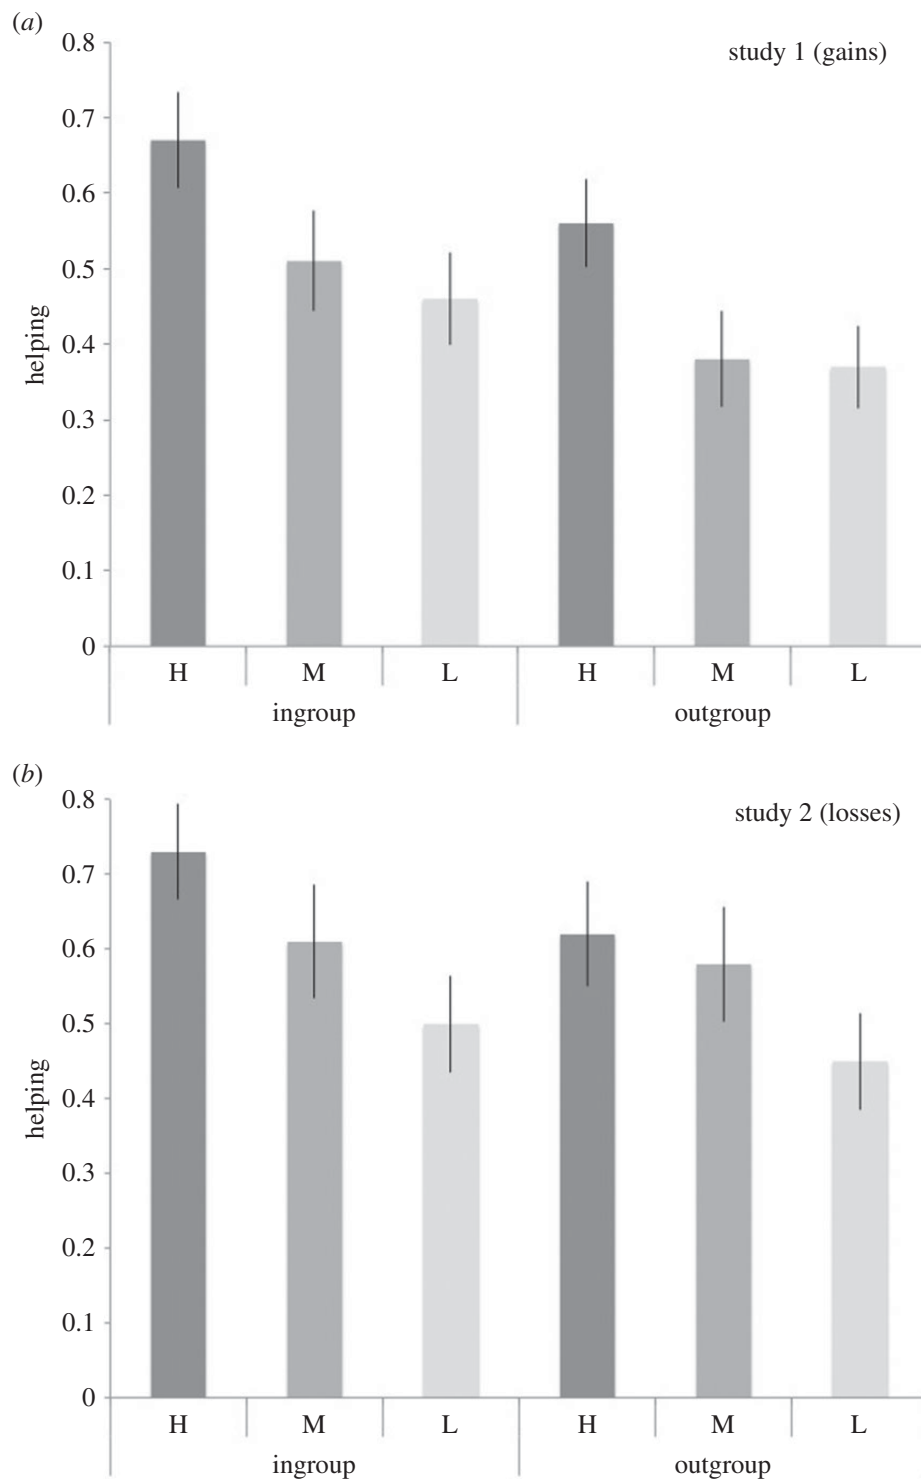 (a)
study 1 (gains)
0.8
0.7
0.6
0.5
0.4
0.3
0.2
0.1
0
helping
H M L H M L
ingroup outgroup
(b)
study 2 (losses)
0.8
0.7
0.6
0.5
0.4
0.3
0.2
0.1
0
helping
H M L H M L
ingroup outgroup